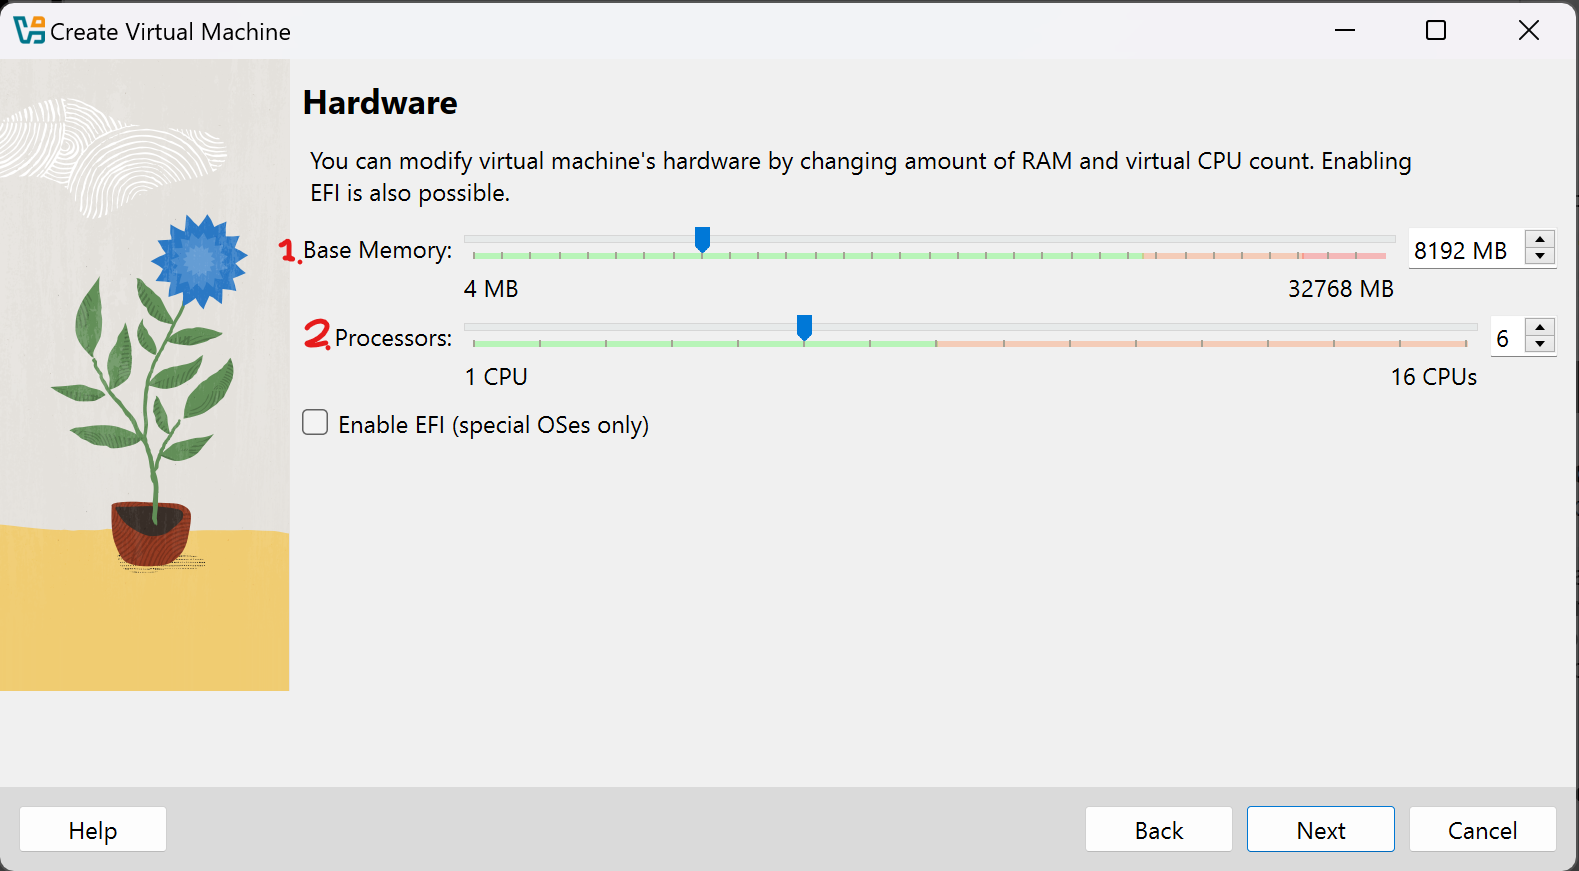 Create Virtual Machine
Hardware
You can modify virtual machine's hardware by changing amount of RAM and virtual CPU count. Enabling
EFI is also possible.
1. Base Memory: 8192 MB
4 MB 32768 MB
2. Processors: 6
1 CPU 16 CPUs
Enable EFI (special OSes only)
Help Back Next Cancel